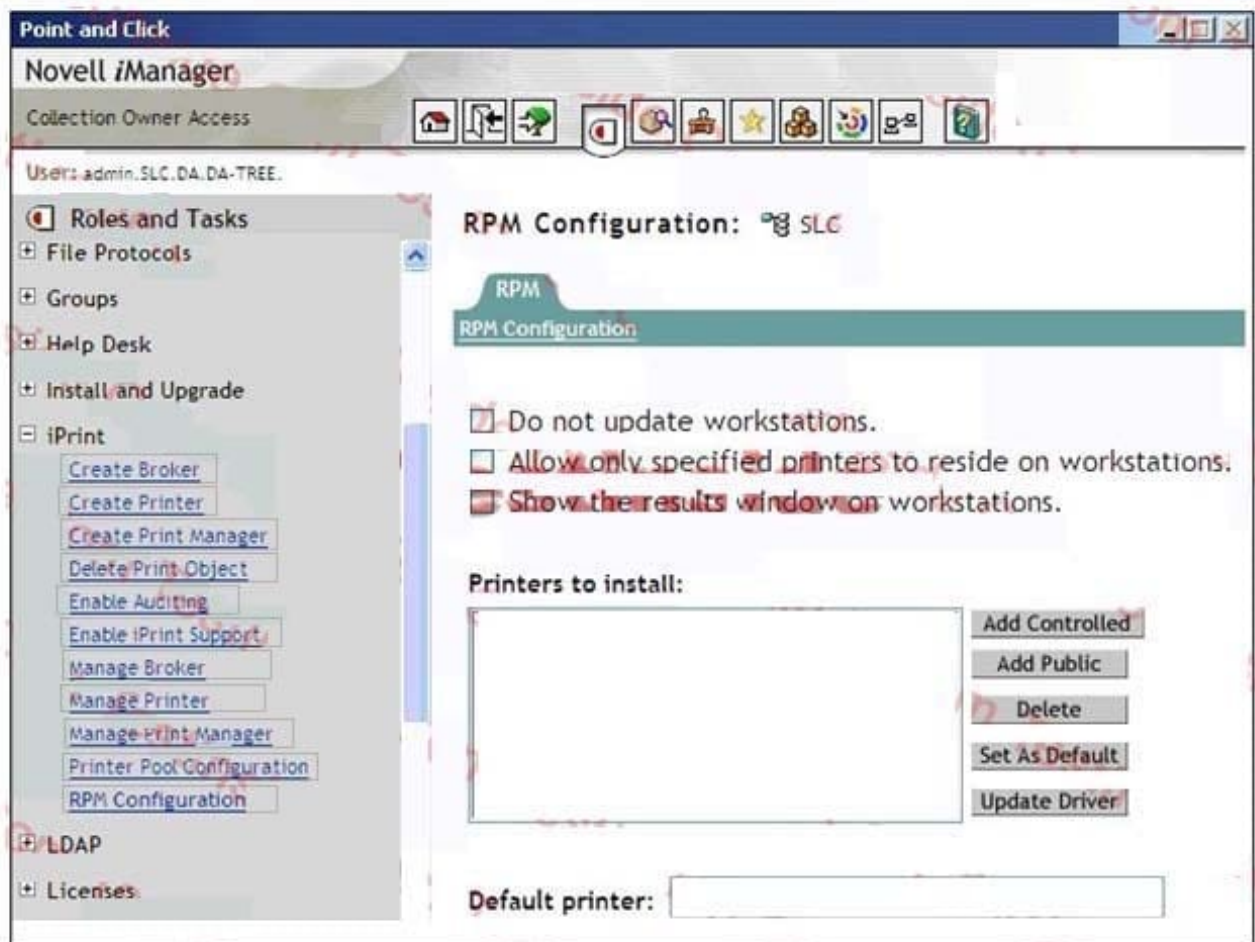 Point and Click
Novell iManager
Collection Owner Access
User: admin.SLC.DA.DA-TREE.
Roles and Tasks
File Protocols
Groups
Help Desk
Install and Upgrade
iPrint
Create Broker
Create Printer
Create Print Manager
Delete Print Object
Enable Auditing
Enable iPrint Support
Manage Broker
Manage Printer
Manage Print Manager
Printer Pool Configuration
RPM Configuration
LDAP
Licenses
RPM Configuration: SLC
RPM
RPM Configuration
Do not update workstations.
Allow only specified printers to reside on workstations.
Show the results window on workstations.
Printers to install:
Add Controlled
Add Public
Delete
Set As Default
Update Driver
Default printer: